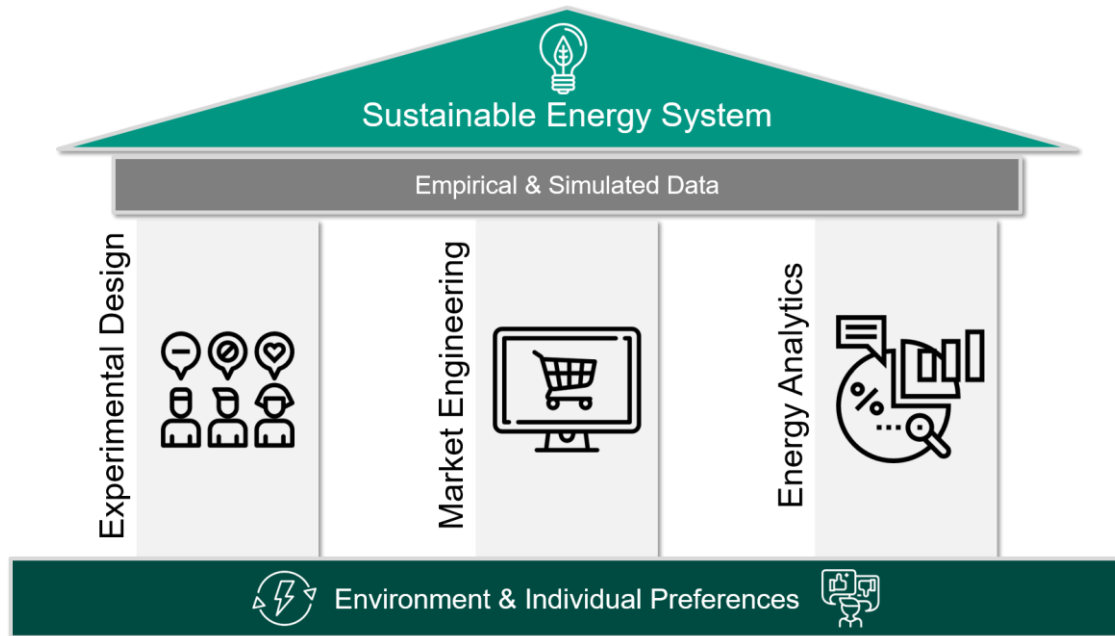 Sustainable Energy System
Empirical & Simulated Data
Experimental Design
Market Engineering
Energy Analytics
%
Environment & Individual Preferences